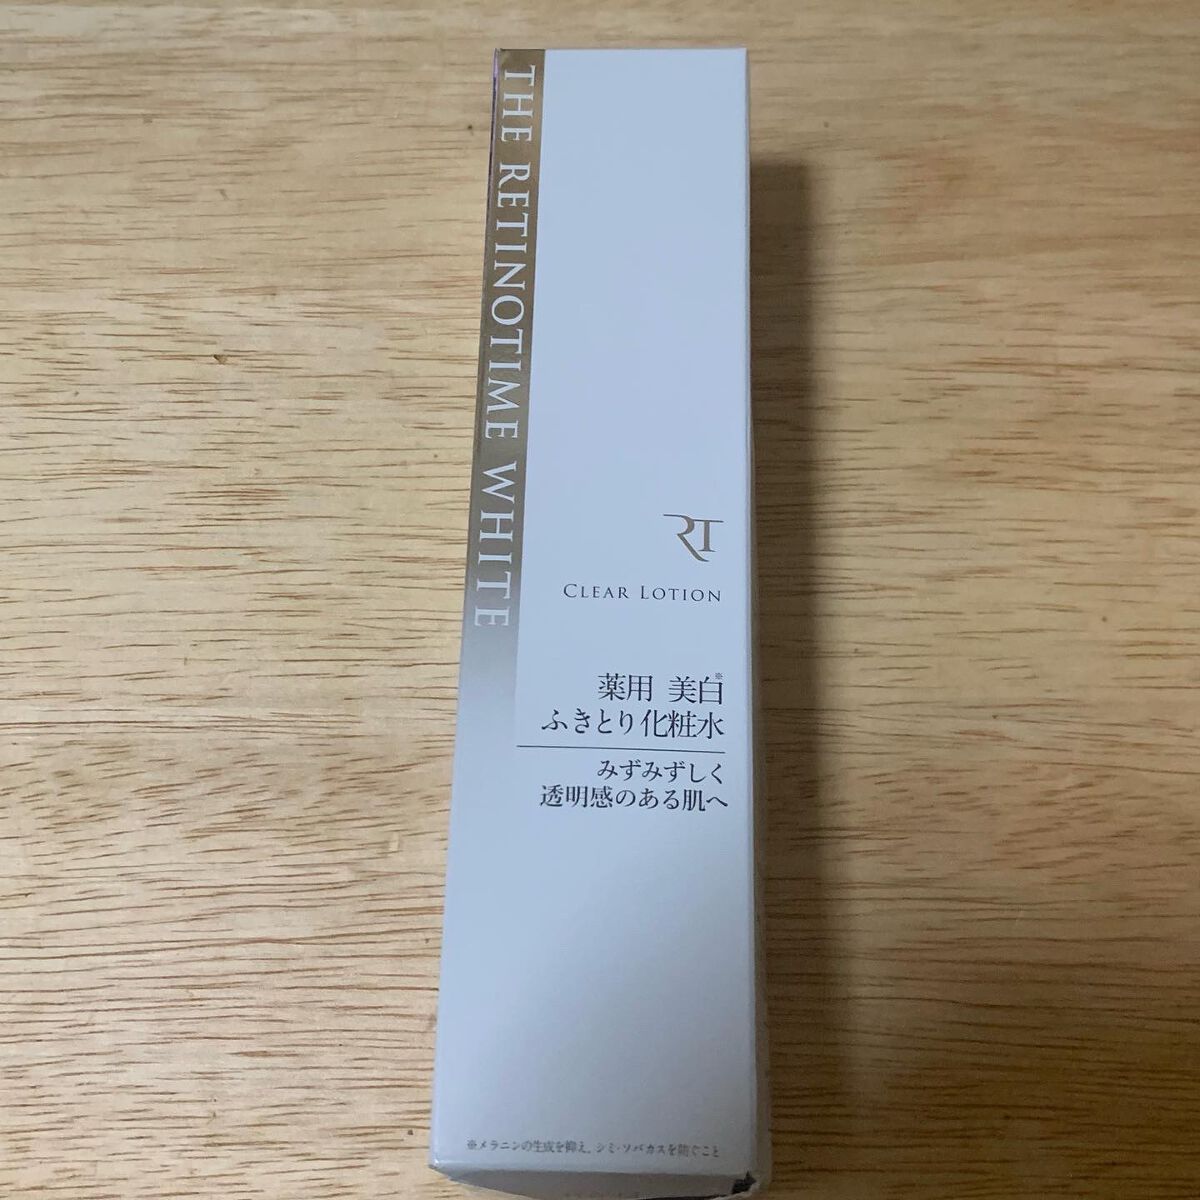 THE RETINOTIME WHITE
RT
CLEAR LOTION
薬用 美白※
ふきとり化粧水
みずみずしく
透明感のある肌へ
※メラニンの生成を抑え、シミ・ソバカスを防ぐこと